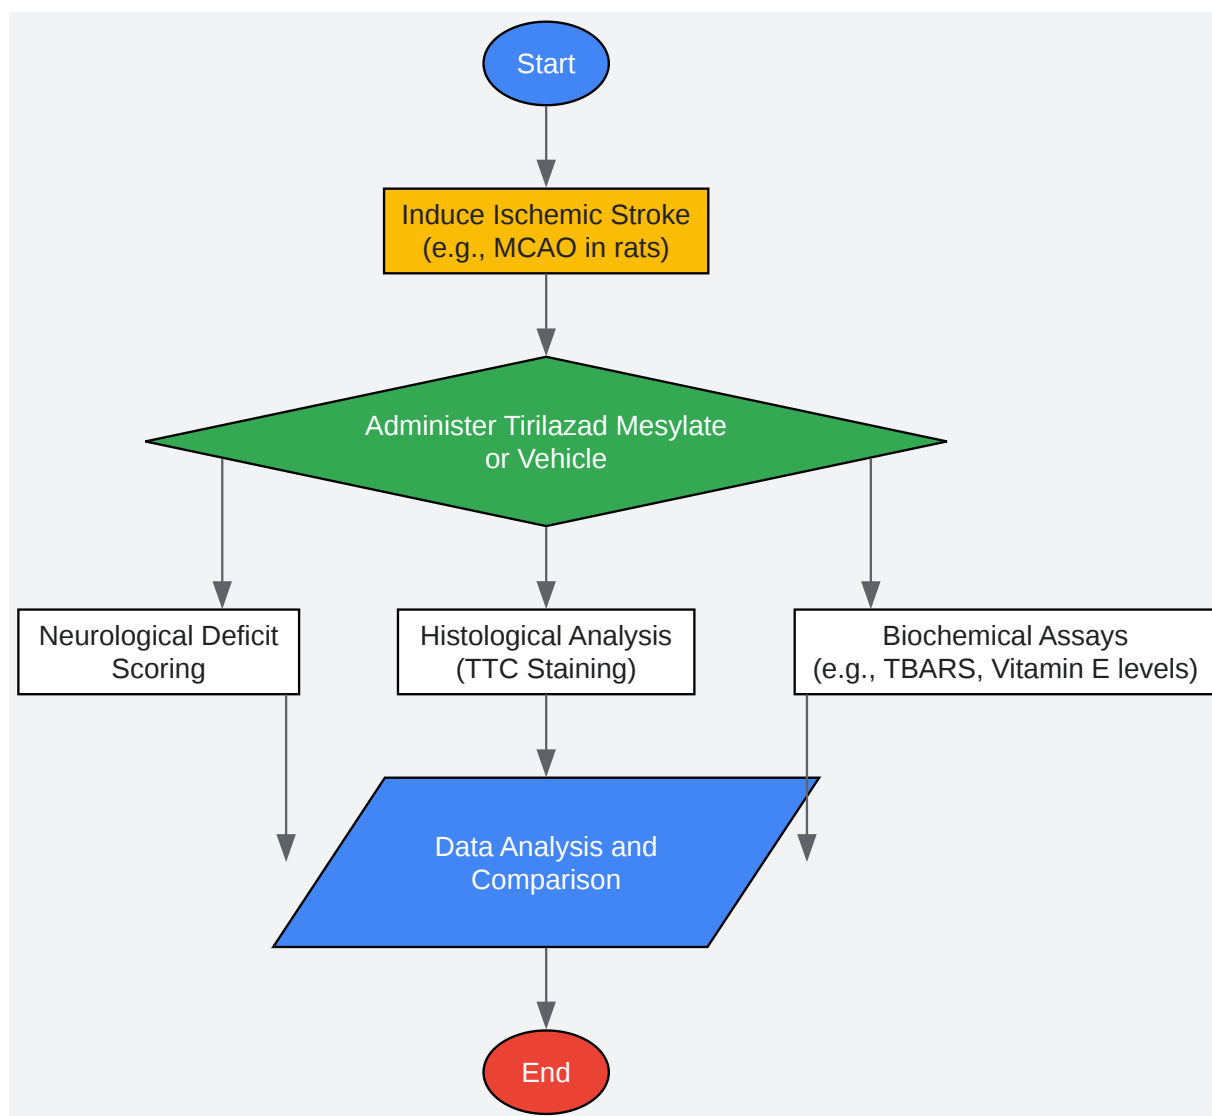 Start
Induce Ischemic Stroke
(e.g., MCAO in rats)
Administer Tirilazad Mesylate
or Vehicle
Neurological Deficit
Scoring
Histological Analysis
(TTC Staining)
Biochemical Assays
(e.g., TBARS, Vitamin E levels)
Data Analysis and
Comparison
End